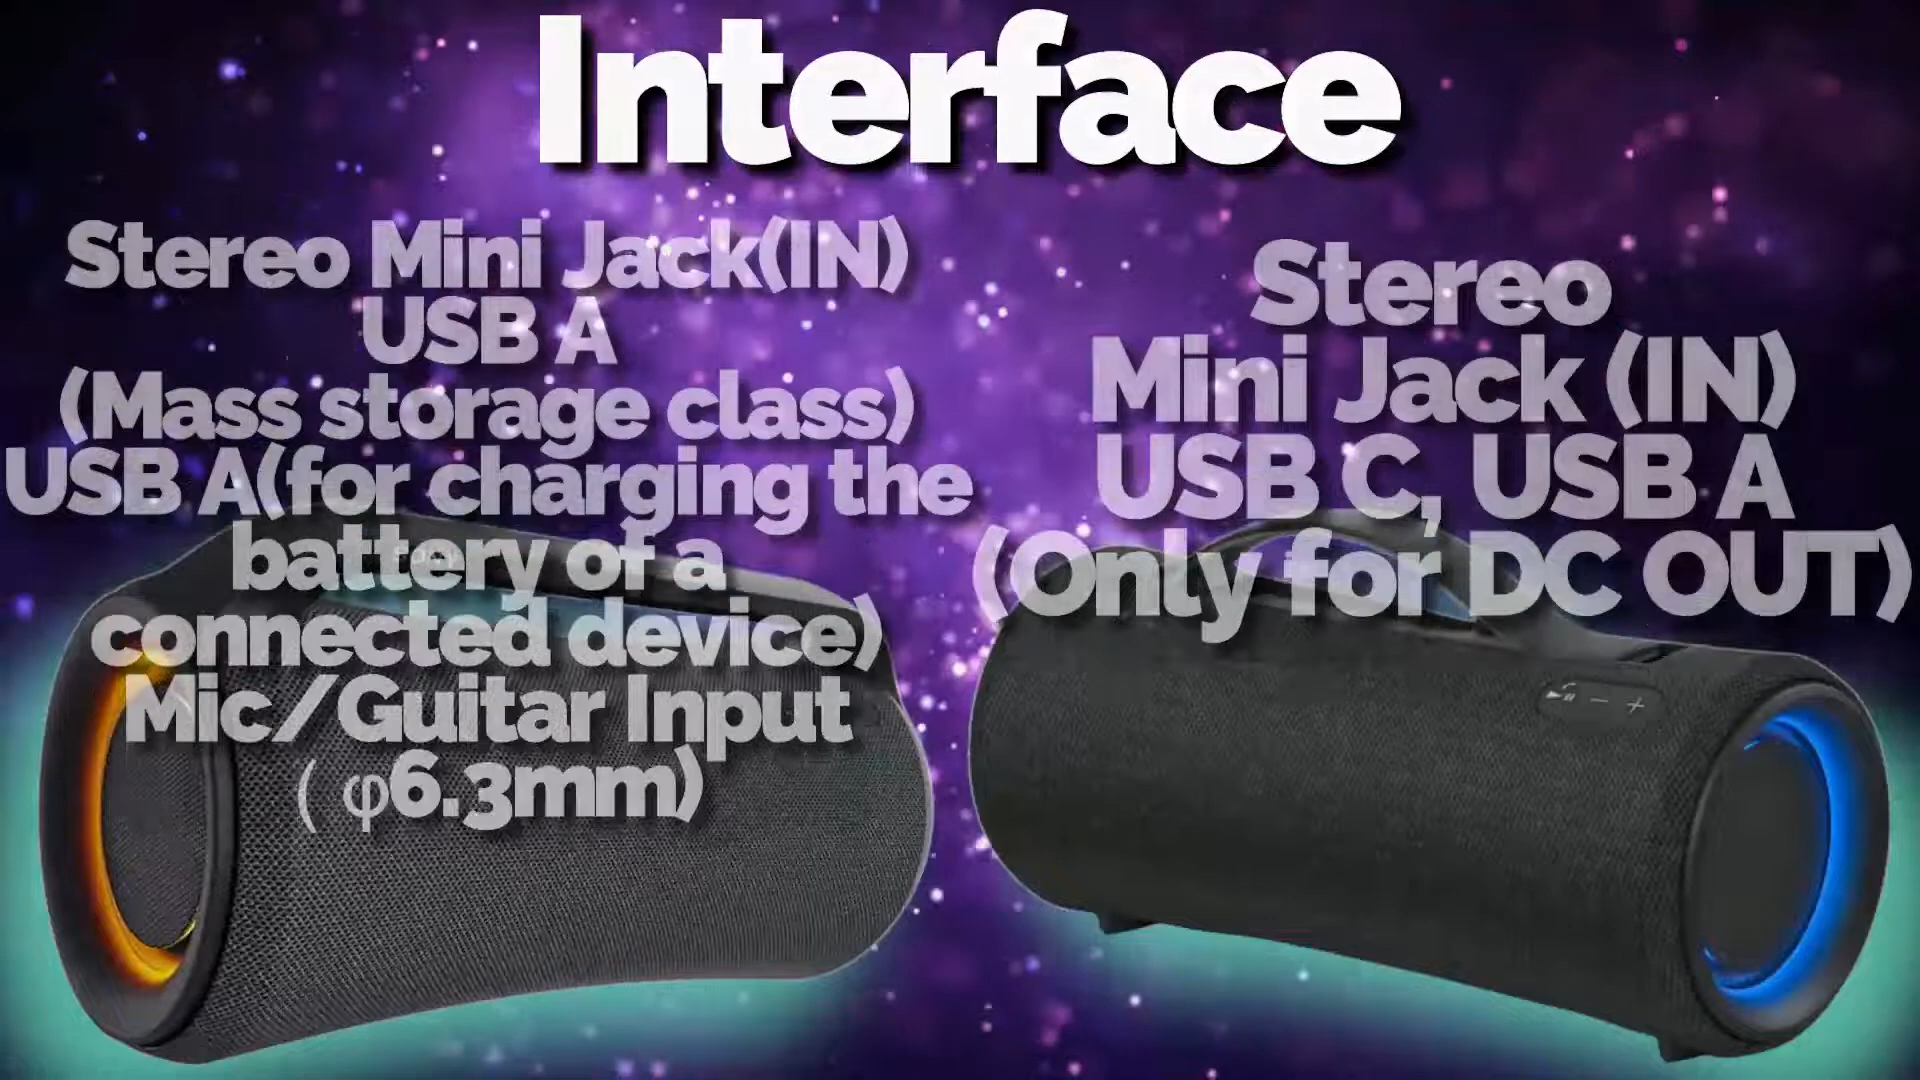 Interface
Stereo Mini Jack(IN)
USB A
(Mass storage class)
USB A(for charging the
battery of a
connected device)
Mic/Guitar Input
( φ6.3mm)
Stereo
Mini Jack (IN)
USB C, USB A
(Only for DC OUT)
SONY